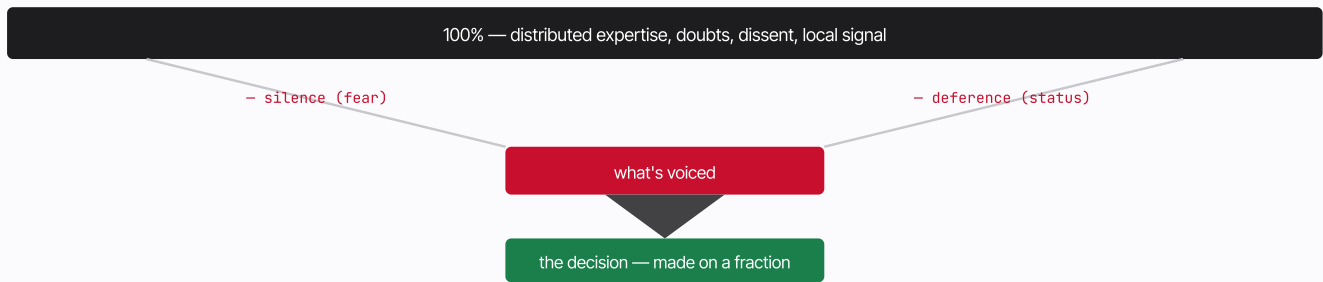 100% — distributed expertise, doubts, dissent, local signal
— silence (fear)
— deference (status)
what's voiced
the decision — made on a fraction